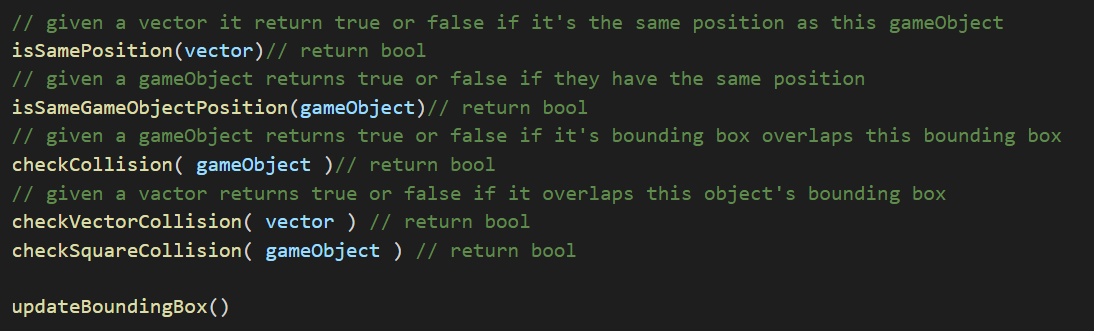 // given a vector it return true or false if it's the same position as this gameObject
isSamePosition(vector)// return bool
// given a gameObject returns true or false if they have the same position
isSameGameObjectPosition(gameObject)// return bool
// given a gameObject returns true or false if it's bounding box overlaps this bounding box
checkCollision( gameObject )// return bool
// given a vactor returns true or false if it overlaps this object's bounding box
checkVectorCollision( vector ) // return bool
checkSquareCollision( gameObject ) // return bool
updateBoundingBox()